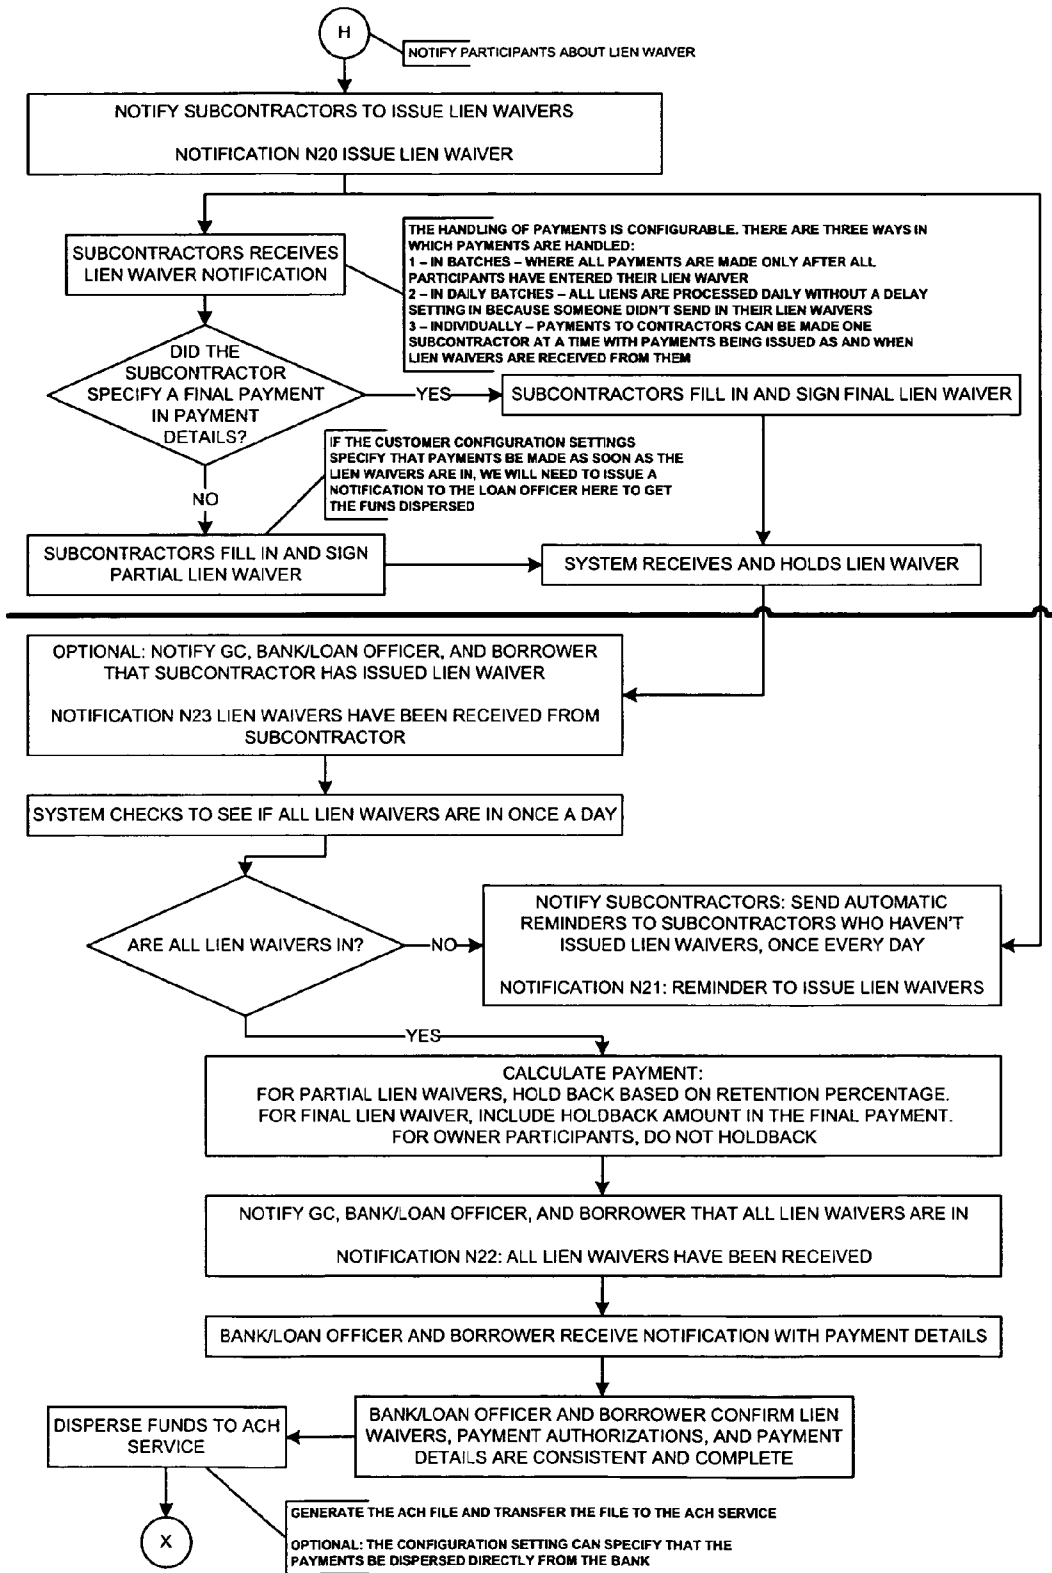 H
NOTIFY PARTICIPANTS ABOUT LIEN WAIVER
NOTIFY SUBCONTRACTORS TO ISSUE LIEN WAIVERS
NOTIFICATION N20 ISSUE LIEN WAIVER
SUBCONTRACTORS RECEIVES
LIEN WAIVER NOTIFICATION
THE HANDLING OF PAYMENTS IS CONFIGURABLE. THERE ARE THREE WAYS IN
WHICH PAYMENTS ARE HANDLED:
1 – IN BATCHES – WHERE ALL PAYMENTS ARE MADE ONLY AFTER ALL
PARTICIPANTS HAVE ENTERED THEIR LIEN WAIVER
2 – IN DAILY BATCHES – ALL LIENS ARE PROCESSED DAILY WITHOUT A DELAY
SETTING IN BECAUSE SOMEONE DIDN'T SEND IN THEIR LIEN WAIVERS
3 – INDIVIDUALLY – PAYMENTS TO CONTRACTORS CAN BE MADE ONE
SUBCONTRACTOR AT A TIME WITH PAYMENTS BEING ISSUED AS AND WHEN
LIEN WAIVERS ARE RECEIVED FROM THEM
DID THE
SUBCONTRACTOR
SPECIFY A FINAL PAYMENT
IN PAYMENT
DETAILS?
YES
SUBCONTRACTORS FILL IN AND SIGN FINAL LIEN WAIVER
NO
IF THE CUSTOMER CONFIGURATION SETTINGS
SPECIFY THAT PAYMENTS BE MADE AS SOON AS THE
LIEN WAIVERS ARE IN, WE WILL NEED TO ISSUE A
NOTIFICATION TO THE LOAN OFFICER HERE TO GET
THE FUNS DISPERSED
SUBCONTRACTORS FILL IN AND SIGN
PARTIAL LIEN WAIVER
SYSTEM RECEIVES AND HOLDS LIEN WAIVER
OPTIONAL: NOTIFY GC, BANK/LOAN OFFICER, AND BORROWER
THAT SUBCONTRACTOR HAS ISSUED LIEN WAIVER
NOTIFICATION N23 LIEN WAIVERS HAVE BEEN RECEIVED FROM
SUBCONTRACTOR
SYSTEM CHECKS TO SEE IF ALL LIEN WAIVERS ARE IN ONCE A DAY
ARE ALL LIEN WAIVERS IN?
NO
NOTIFY SUBCONTRACTORS: SEND AUTOMATIC
REMINDERS TO SUBCONTRACTORS WHO HAVEN'T
ISSUED LIEN WAIVERS, ONCE EVERY DAY
NOTIFICATION N21: REMINDER TO ISSUE LIEN WAIVERS
YES
CALCULATE PAYMENT:
FOR PARTIAL LIEN WAIVERS, HOLD BACK BASED ON RETENTION PERCENTAGE.
FOR FINAL LIEN WAIVER, INCLUDE HOLDBACK AMOUNT IN THE FINAL PAYMENT.
FOR OWNER PARTICIPANTS, DO NOT HOLDBACK
NOTIFY GC, BANK/LOAN OFFICER, AND BORROWER THAT ALL LIEN WAIVERS ARE IN
NOTIFICATION N22: ALL LIEN WAIVERS HAVE BEEN RECEIVED
BANK/LOAN OFFICER AND BORROWER RECEIVE NOTIFICATION WITH PAYMENT DETAILS
BANK/LOAN OFFICER AND BORROWER CONFIRM LIEN
WAIVERS, PAYMENT AUTHORIZATIONS, AND PAYMENT
DETAILS ARE CONSISTENT AND COMPLETE
DISPERSE FUNDS TO ACH
SERVICE
GENERATE THE ACH FILE AND TRANSFER THE FILE TO THE ACH SERVICE
OPTIONAL: THE CONFIGURATION SETTING CAN SPECIFY THAT THE
PAYMENTS BE DISPERSED DIRECTLY FROM THE BANK
X